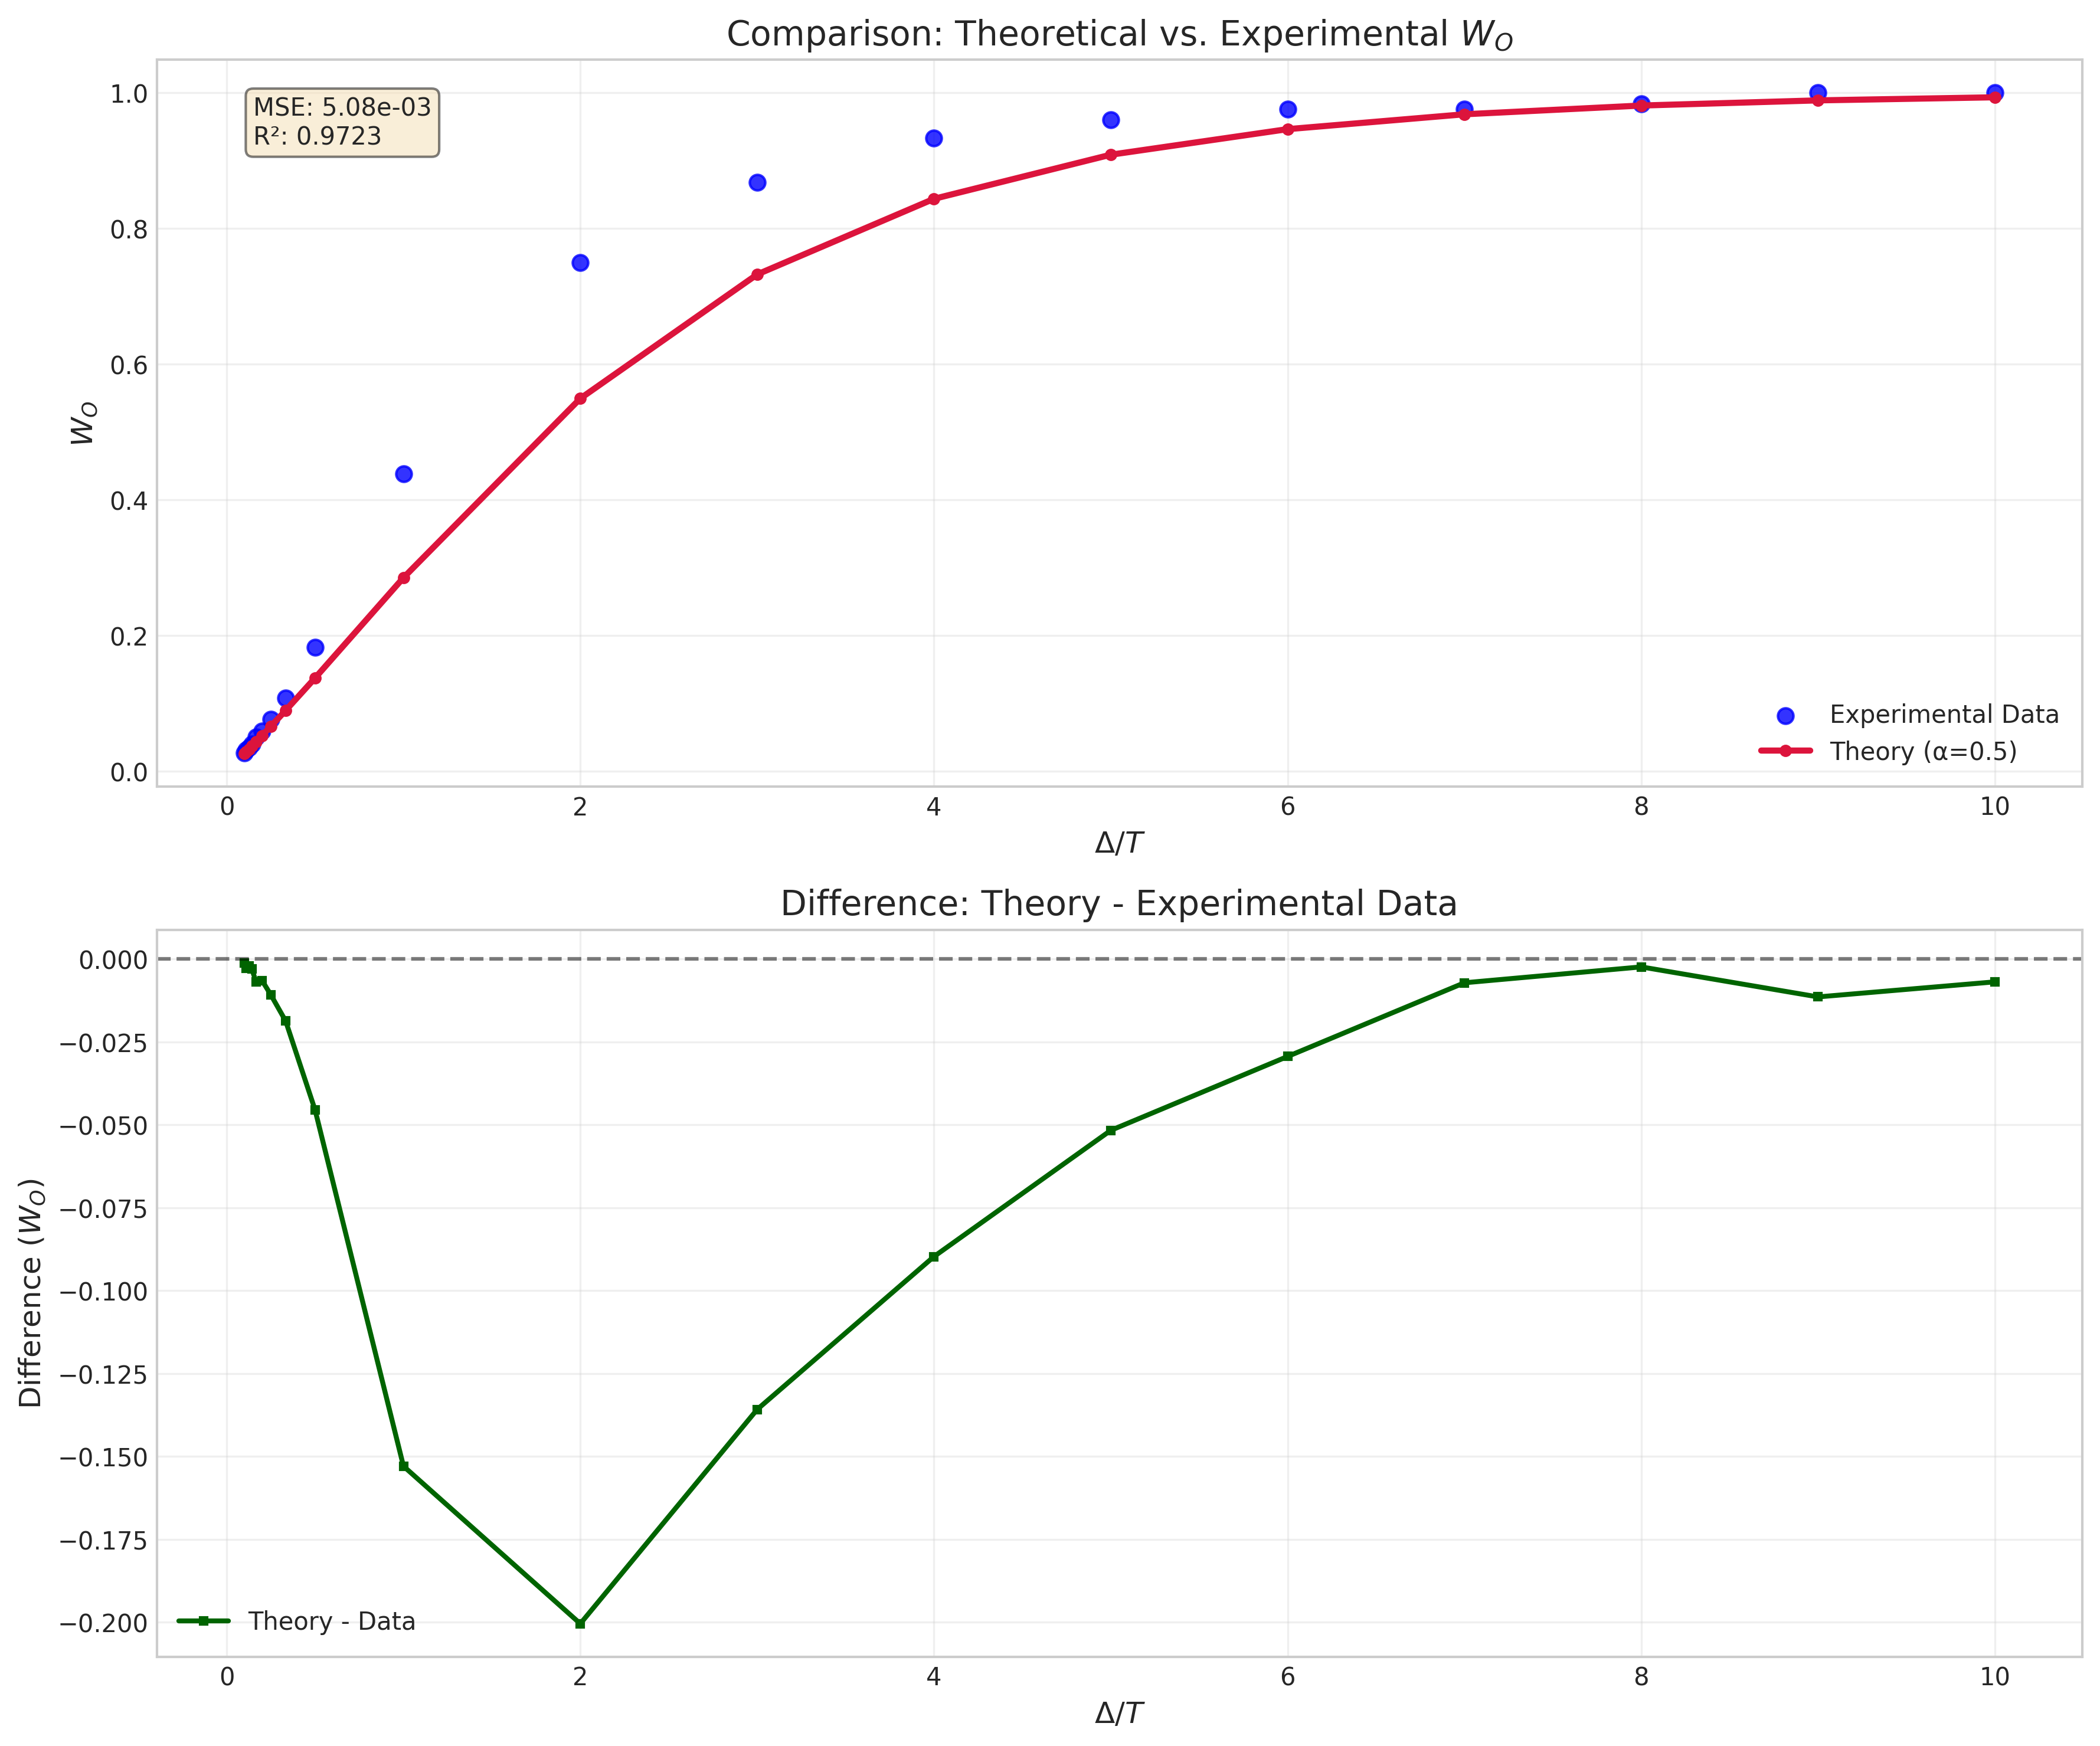 Comparison: Theoretical vs. Experimental W_O
MSE: 5.08e-03
R²: 0.9723
1.0
0.8
0.6
0.4
0.2
0.0
W_O
Experimental Data
Theory (α=0.5)
0 2 4 6 8 10
Δ/T
Difference: Theory - Experimental Data
0.000
−0.025
−0.050
−0.075
−0.100
−0.125
−0.150
−0.175
−0.200
Difference (W_O)
Theory - Data
0 2 4 6 8 10
Δ/T